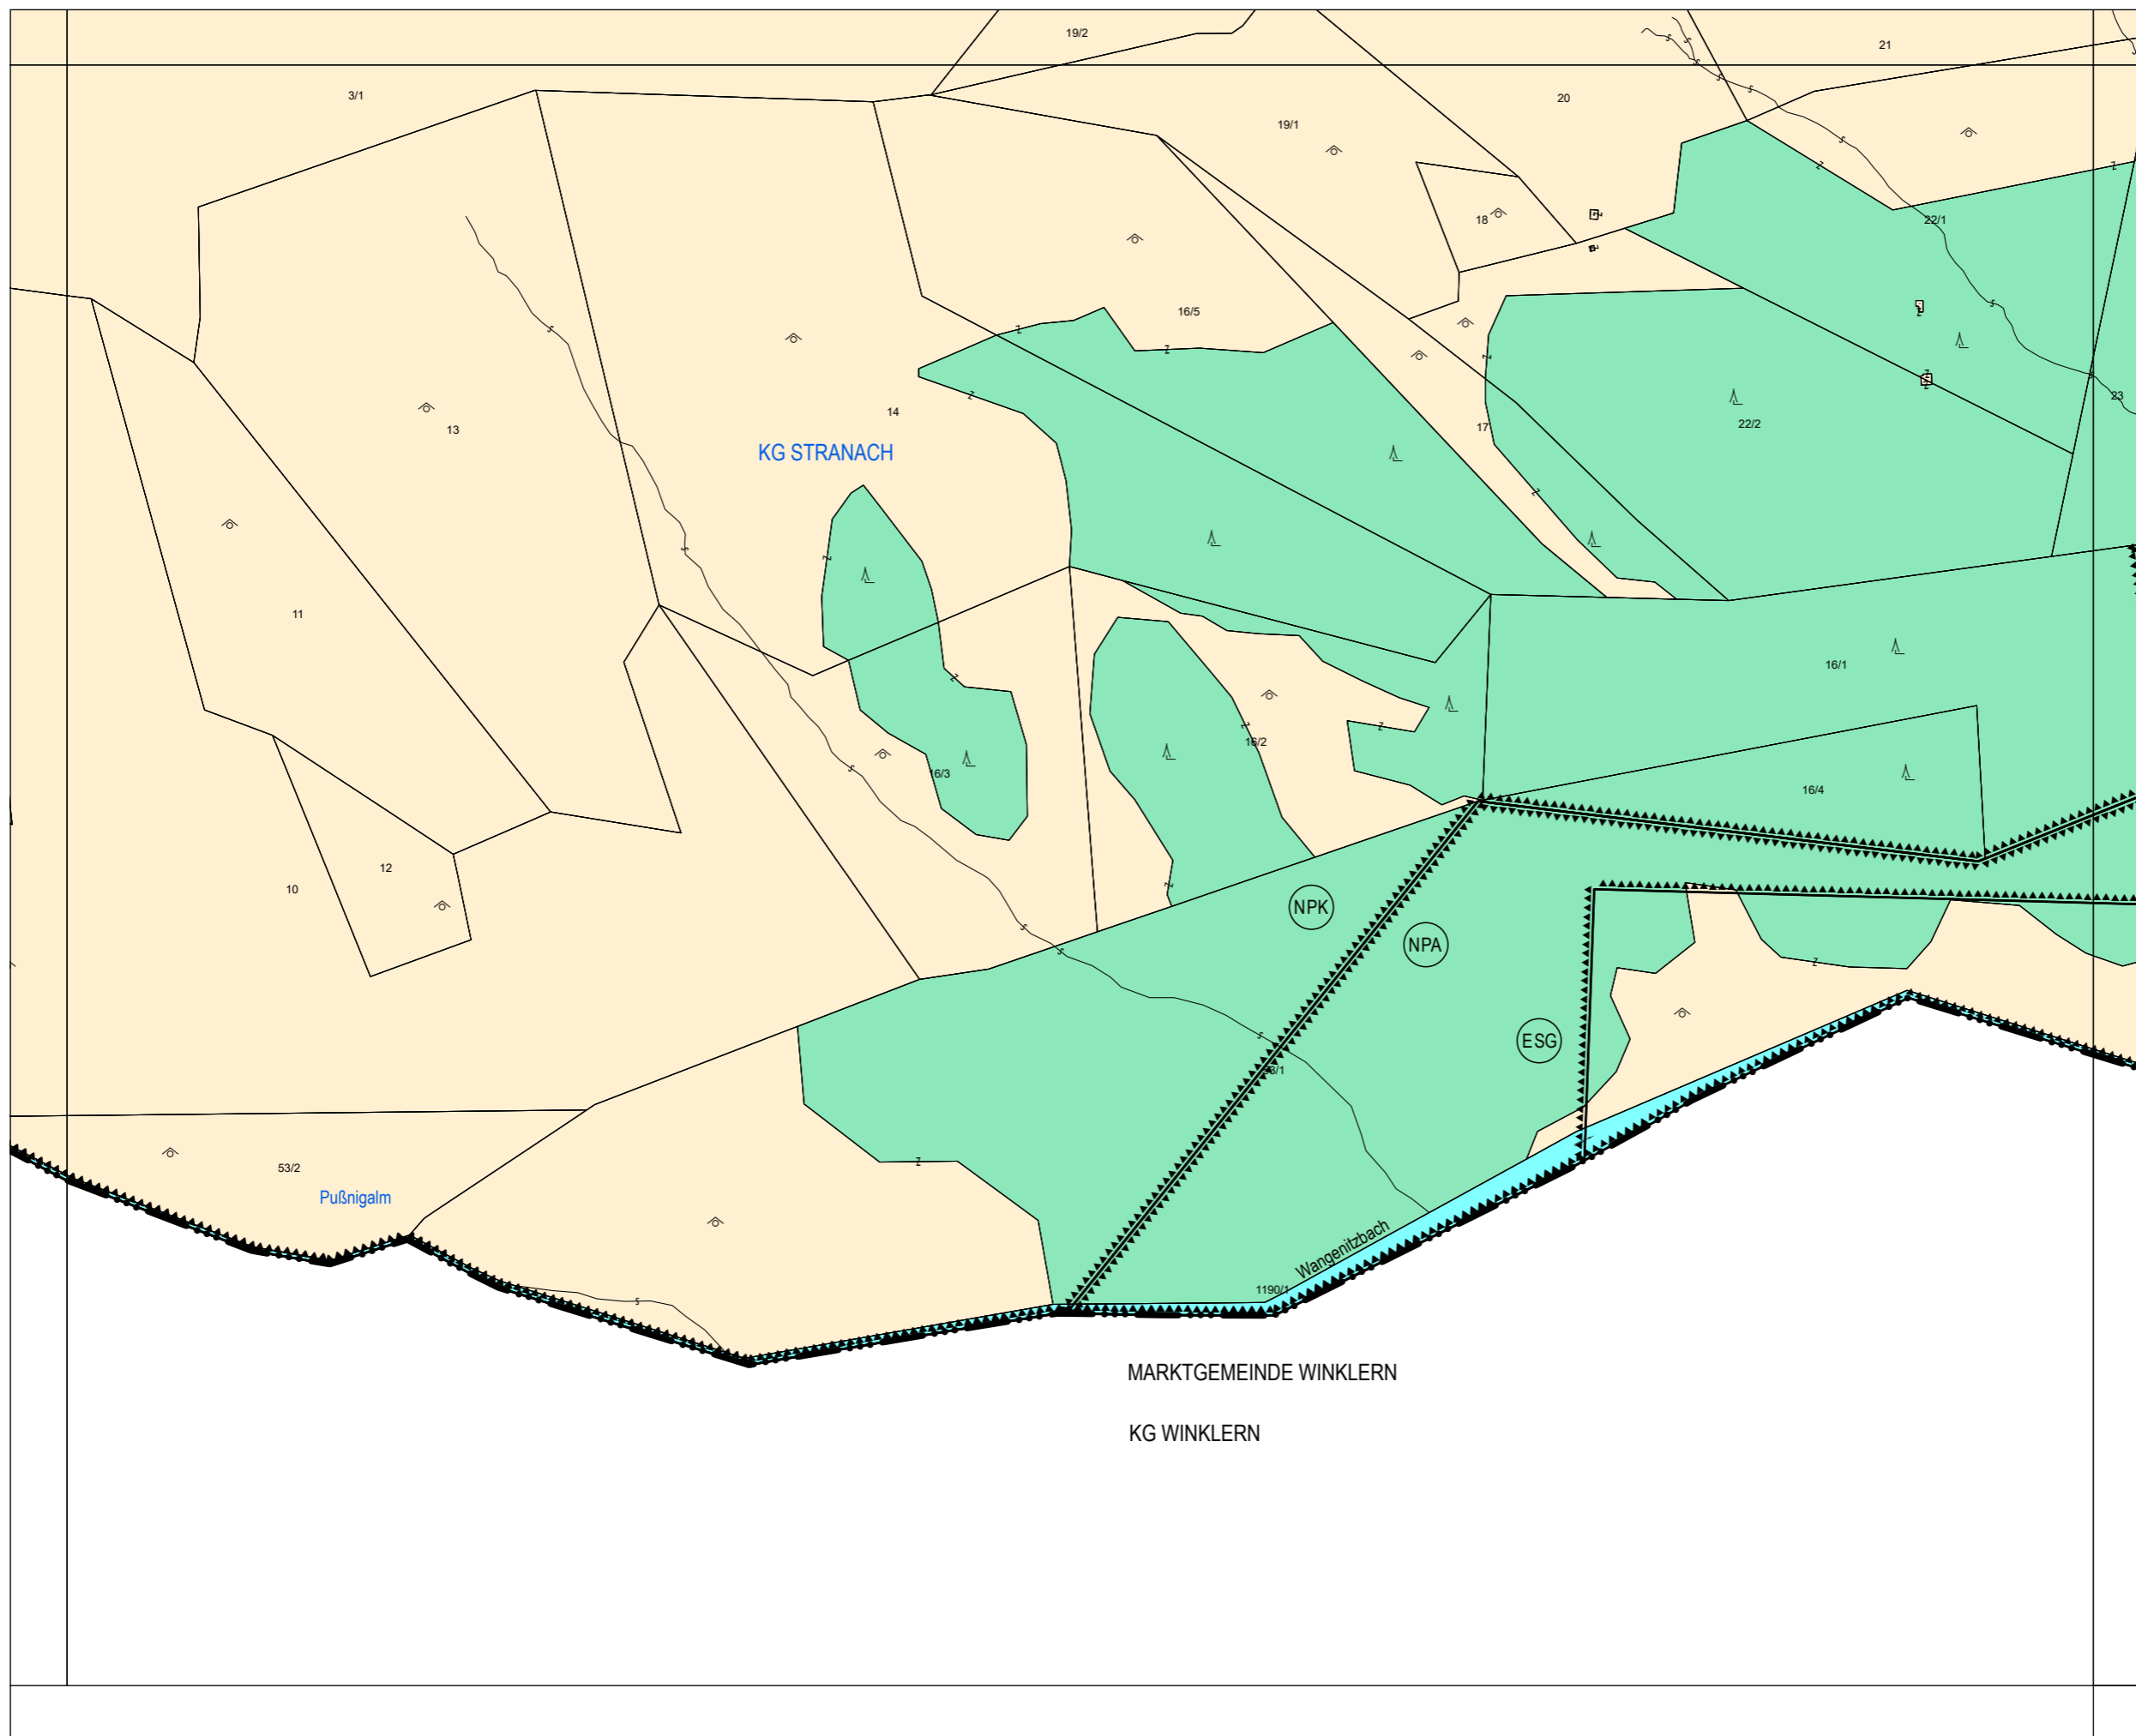 19/2
21
3/1
20
19/1
18
22/1
16/5
14
13
KG STRANACH
17
22/2
23
11
16/1
16/2
16/3
16/4
12
10
NPK
NPA
ESG
53/2
Pußnigalm
Wangenitzbach
1190/1
MARKTGEMEINDE WINKLERN
KG WINKLERN